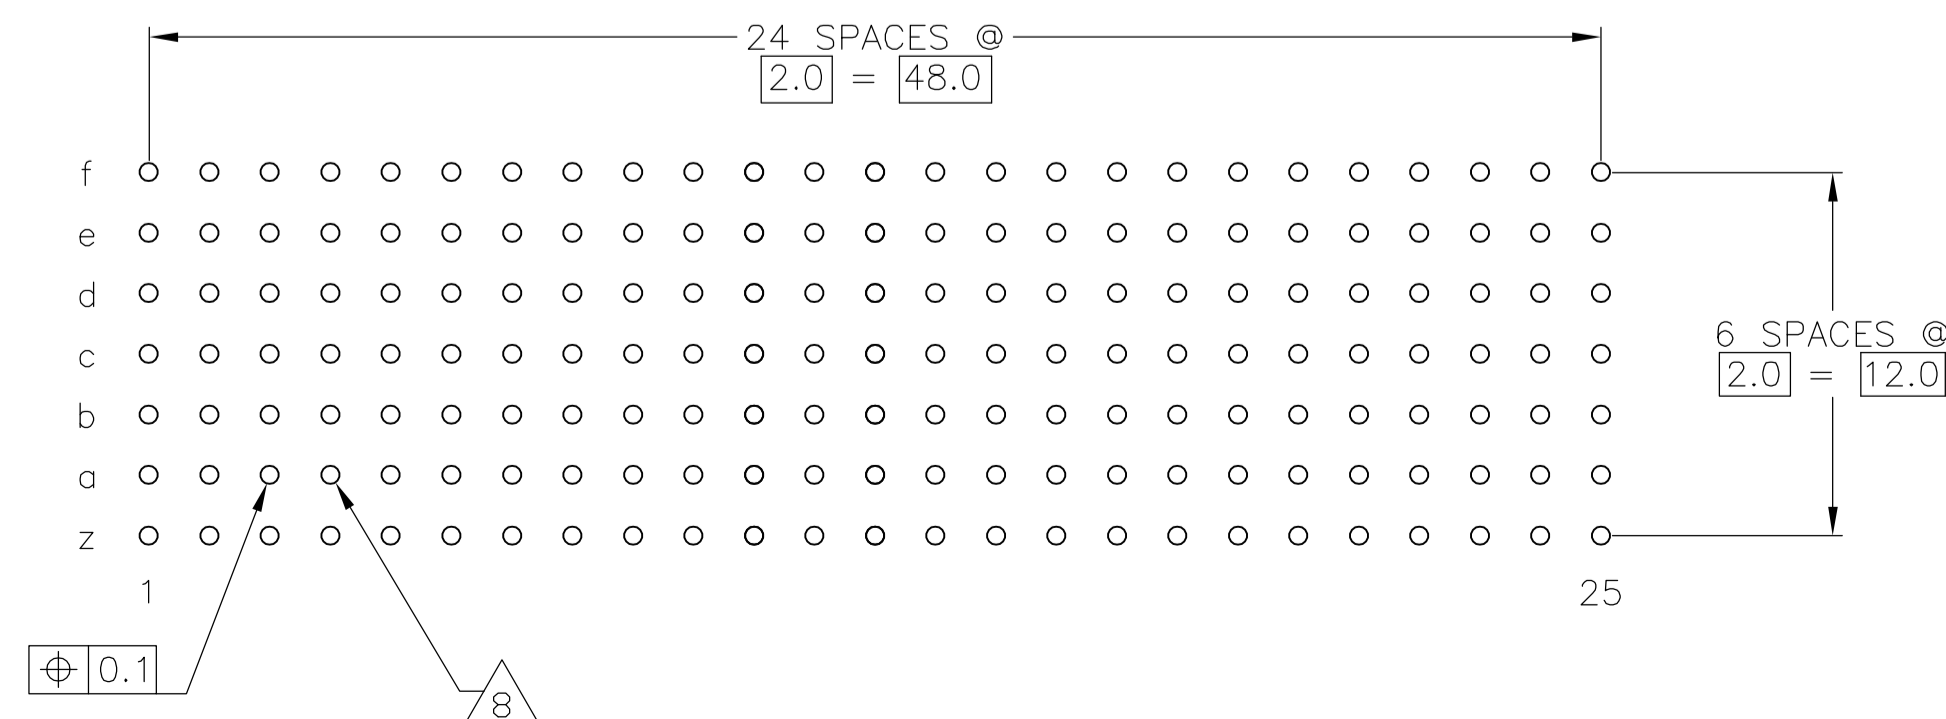 24 SPACES @
2.0 = 48.0
f
e
d
c
6 SPACES @
2.0 = 12.0
b
a
z
1
25
⌖ 0.1
8